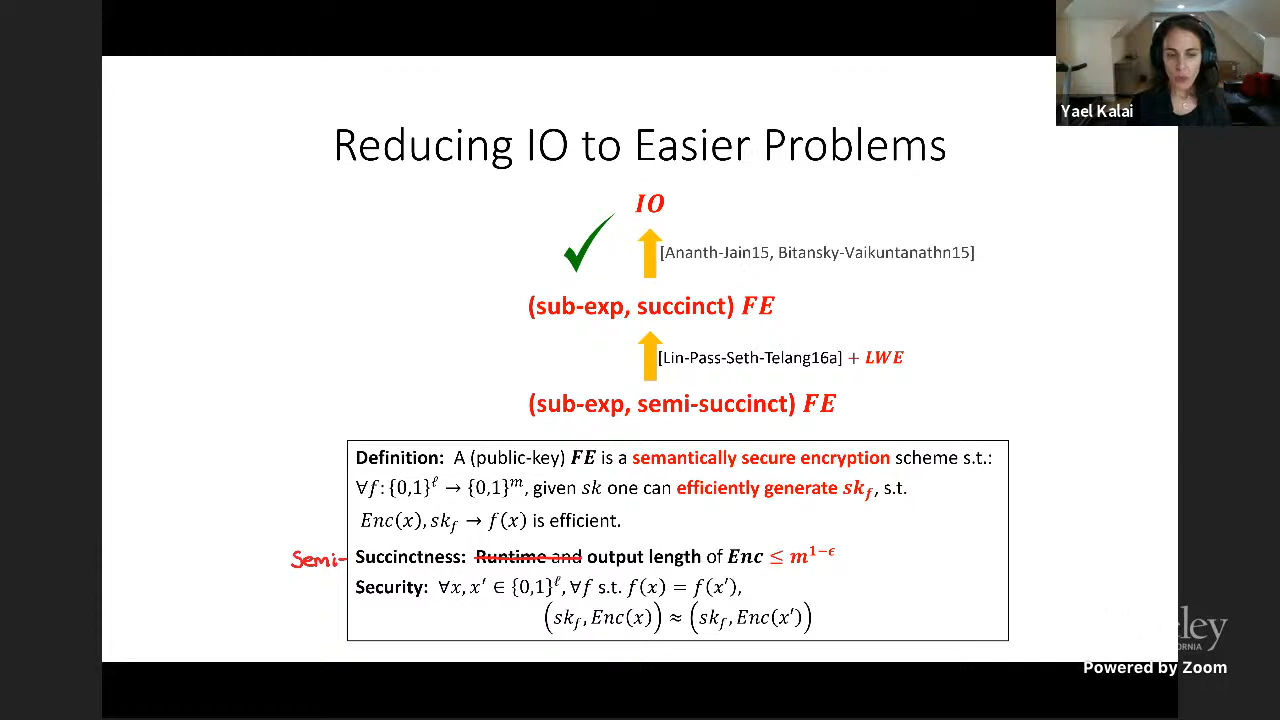 Yael Kalai
Reducing IO to Easier Problems
IO
[Ananth-Jain15, Bitansky-Vaikuntanathn15]
(sub-exp, succinct) FE
[Lin-Pass-Seth-Telang16a] + LWE
(sub-exp, semi-succinct) FE
Definition: A (public-key) FE is a semantically secure encryption scheme s.t.:
∀f: {0,1}^ℓ → {0,1}^m, given sk one can efficiently generate sk_f, s.t.
Enc(x), sk_f → f(x) is efficient.
Semi- Succinctness: Runtime and output length of Enc ≤ m^{1−ϵ}
Security: ∀x, x′ ∈ {0,1}^ℓ, ∀f s.t. f(x) = f(x′),
(sk_f, Enc(x)) ≈ (sk_f, Enc(x′))
Powered by Zoom